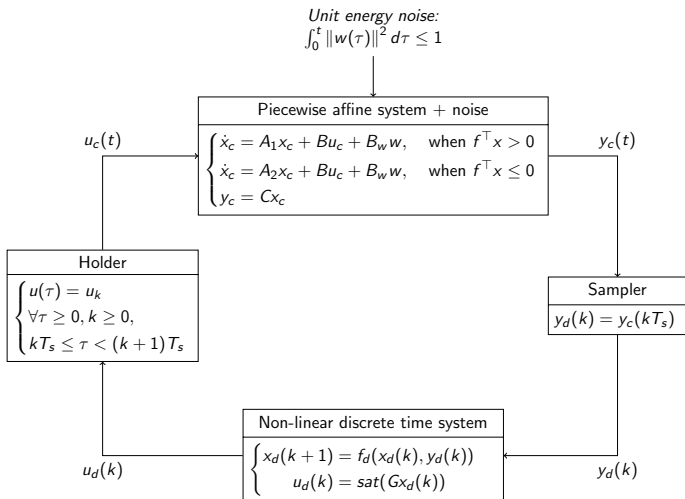 Unit energy noise:
∫₀ᵗ ‖w(τ)‖² dτ ≤ 1
Piecewise affine system + noise
ẋ_c = A₁x_c + Bu_c + B_w w, when f^⊤x > 0
ẋ_c = A₂x_c + Bu_c + B_w w, when f^⊤x ≤ 0
y_c = Cx_c
u_c(t)
y_c(t)
Holder
u(τ) = u_k
∀τ ≥ 0, k ≥ 0,
kT_s ≤ τ < (k + 1)T_s
Sampler
y_d(k) = y_c(kT_s)
Non-linear discrete time system
x_d(k + 1) = f_d(x_d(k), y_d(k))
u_d(k) = sat(Gx_d(k))
u_d(k)
y_d(k)